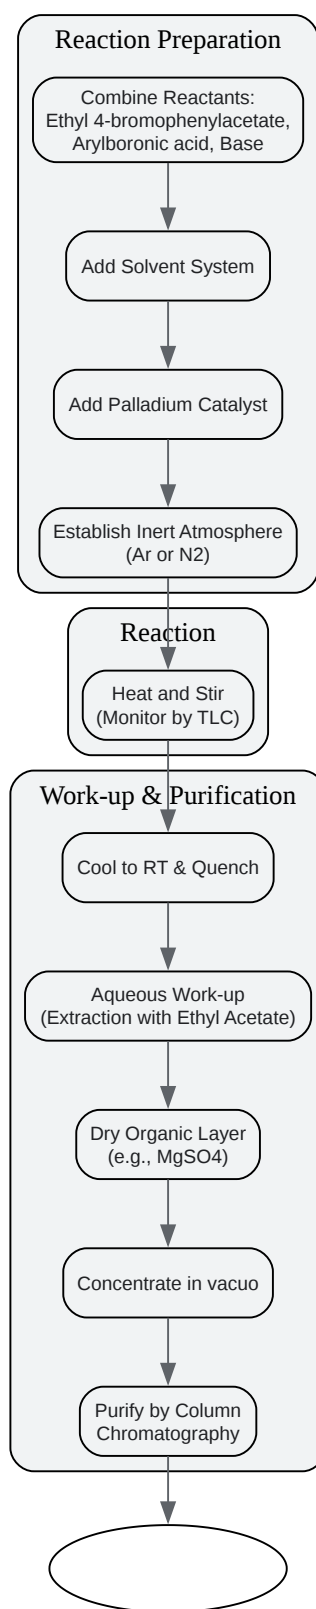 Reaction Preparation
Combine Reactants:
Ethyl 4-bromophenylacetate,
Arylboronic acid, Base
Add Solvent System
Add Palladium Catalyst
Establish Inert Atmosphere
(Ar or N2)
Reaction
Heat and Stir
(Monitor by TLC)
Work-up & Purification
Cool to RT & Quench
Aqueous Work-up
(Extraction with Ethyl Acetate)
Dry Organic Layer
(e.g., MgSO4)
Concentrate in vacuo
Purify by Column
Chromatography